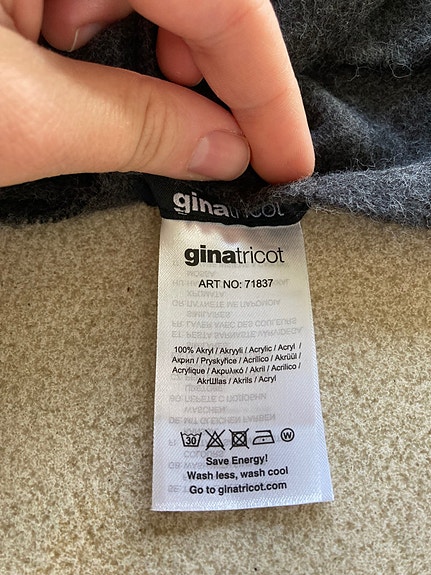 ginatricot
ginatricot
ART NO: 71837
100% Akryl / Akryyli / Acrylic / Acryl /
Акрил / Pryskyřice / Acrilico / Akrüül /
Acrylique / Ακρυλικό / Akril / Acrílico /
Akrilas / Akrils / Acryl
30
W
Save Energy!
Wash less, wash cool
Go to ginatricot.com